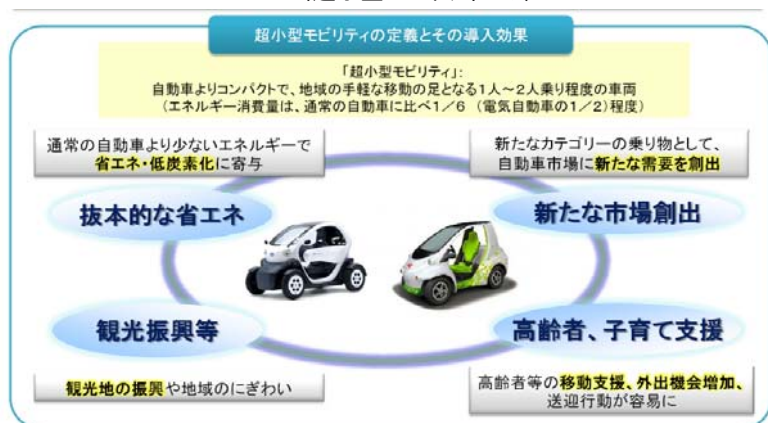 超小型モビリティの定義とその導入効果
「超小型モビリティ」:
自動車よりコンパクトで、地域の手軽な移動の足となる1人～2人乗り程度の車両
(エネルギー消費量は、通常の自動車に比べ1／6 (電気自動車の1／2)程度)
通常の自動車より少ないエネルギーで
省エネ・低炭素化に寄与
新たなカテゴリーの乗り物として、
自動車市場に新たな需要を創出
抜本的な省エネ
新たな市場創出
観光振興等
高齢者、子育て支援
観光地の振興や地域のにぎわい
高齢者等の移動支援、外出機会増加、
送迎行動が容易に